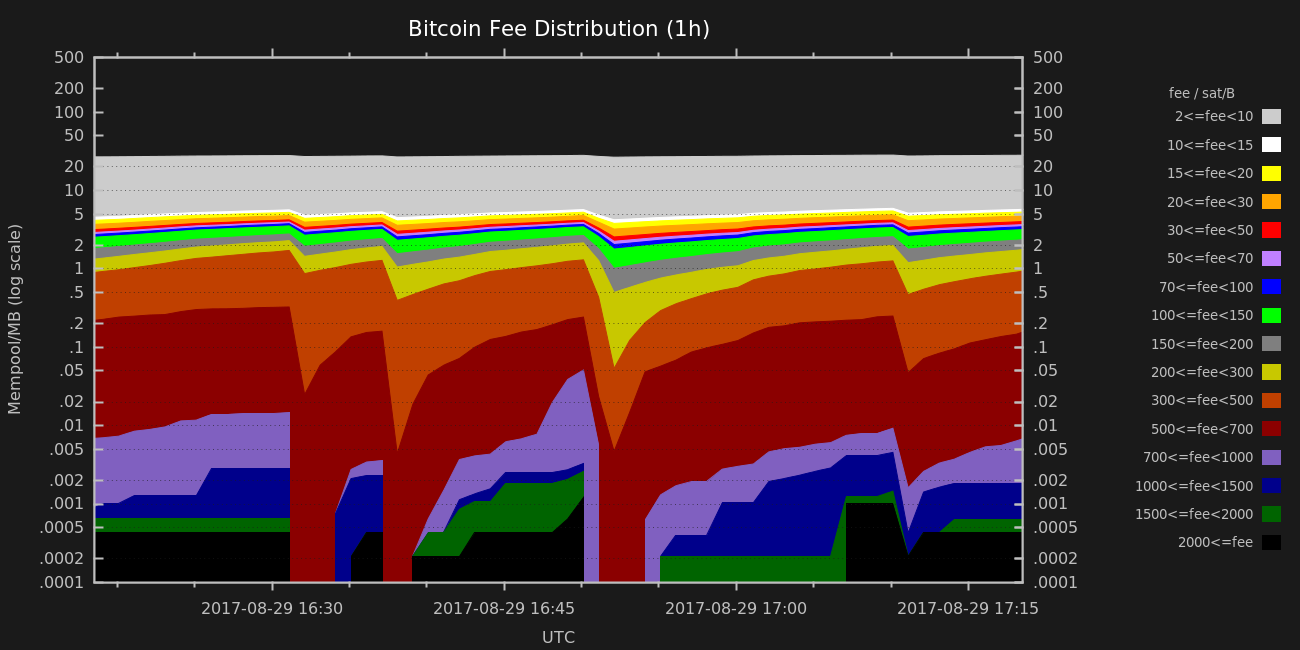 Bitcoin Fee Distribution (1h)
500
200
100
50
20
10
5
2
1
.5
.2
.1
.05
.02
.01
.005
.002
.001
.0005
.0002
.0001
Mempool/MB (log scale)
500
200
100
50
20
10
5
2
1
.5
.2
.1
.05
.02
.01
.005
.002
.001
.0005
.0002
.0001
2017-08-29 16:30
2017-08-29 16:45
2017-08-29 17:00
2017-08-29 17:15
UTC
fee / sat/B
2<=fee<10
10<=fee<15
15<=fee<20
20<=fee<30
30<=fee<50
50<=fee<70
70<=fee<100
100<=fee<150
150<=fee<200
200<=fee<300
300<=fee<500
500<=fee<700
700<=fee<1000
1000<=fee<1500
1500<=fee<2000
2000<=fee